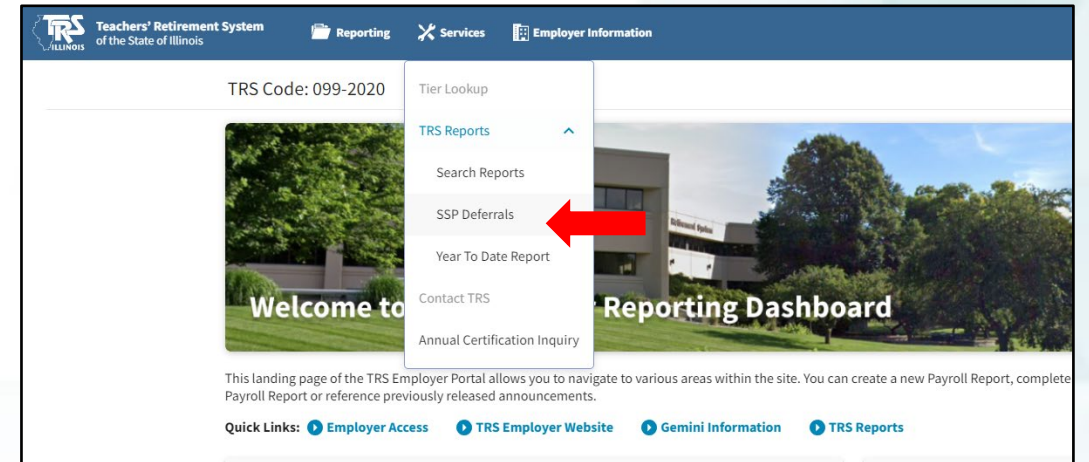 TRS
ILLINOIS
Teachers' Retirement System
of the State of Illinois
Reporting
Services
Employer Information
TRS Code: 099-2020
Tier Lookup
TRS Reports
Search Reports
SSP Deferrals
Year To Date Report
Contact TRS
Annual Certification Inquiry
Retirement System
Welcome to
Reporting Dashboard
This landing page of the TRS Employer Portal allows you to navigate to various areas within the site. You can create a new Payroll Report, complete
Payroll Report or reference previously released announcements.
Quick Links: Employer Access TRS Employer Website Gemini Information TRS Reports